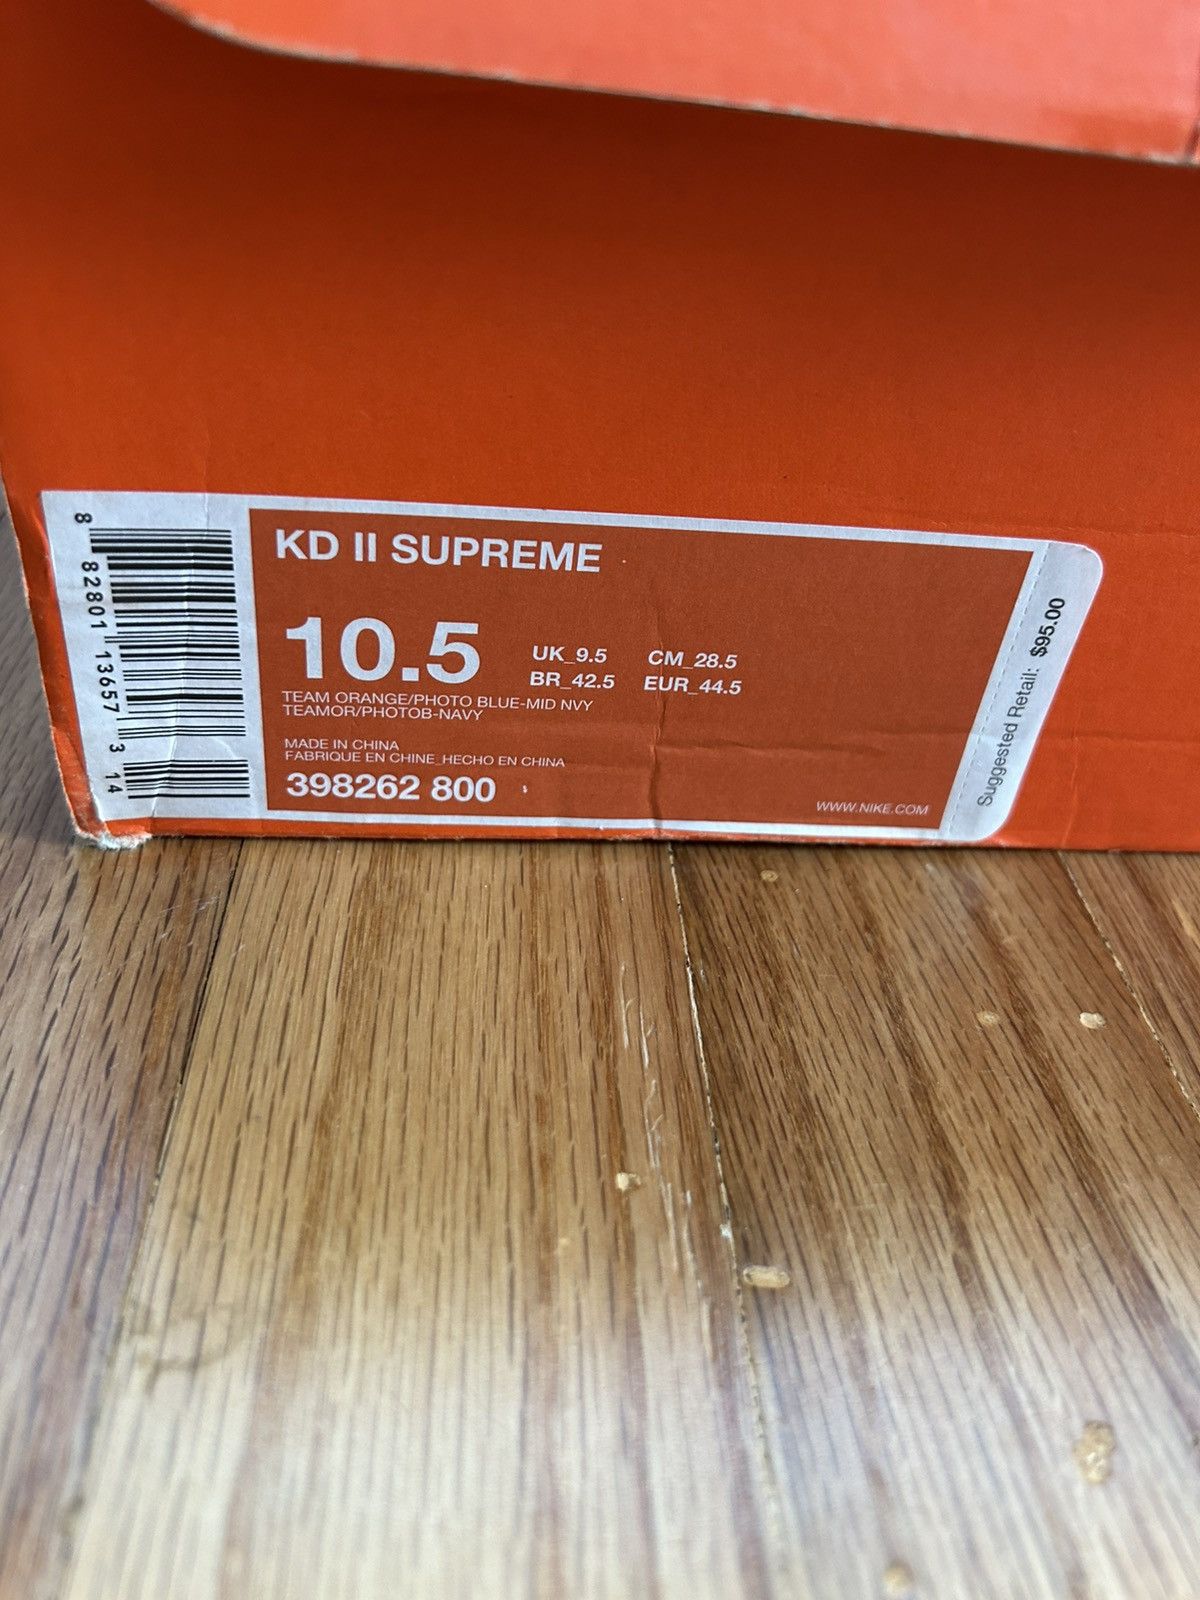 8 82801 13657 3 14
KD II SUPREME
10.5
UK_9.5 CM_28.5
BR_42.5 EUR_44.5
TEAM ORANGE/PHOTO BLUE-MID NVY
TEAMOR/PHOTOB-NAVY
MADE IN CHINA
FABRIQUE EN CHINE_HECHO EN CHINA
398262 800
WWW.NIKE.COM
Suggested Retail: $95.00